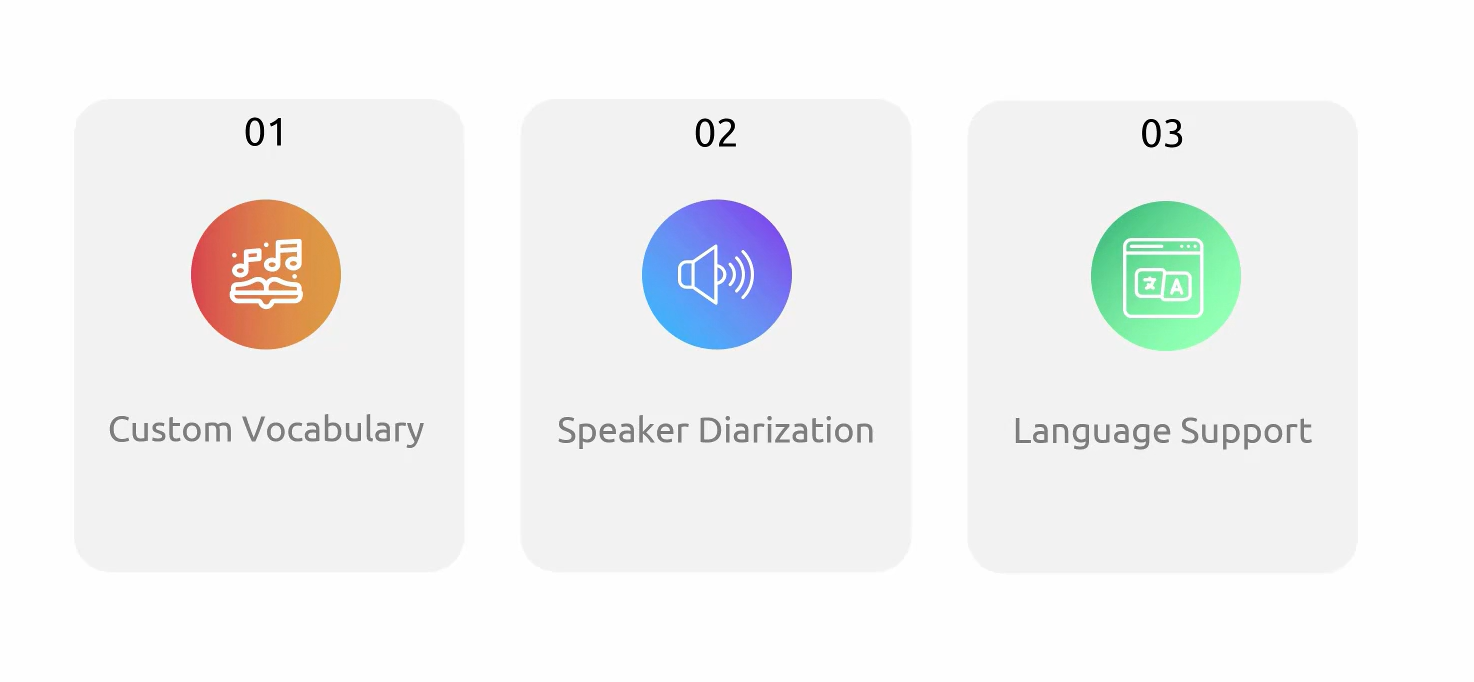 01
Custom Vocabulary
02
Speaker Diarization
03
Language Support